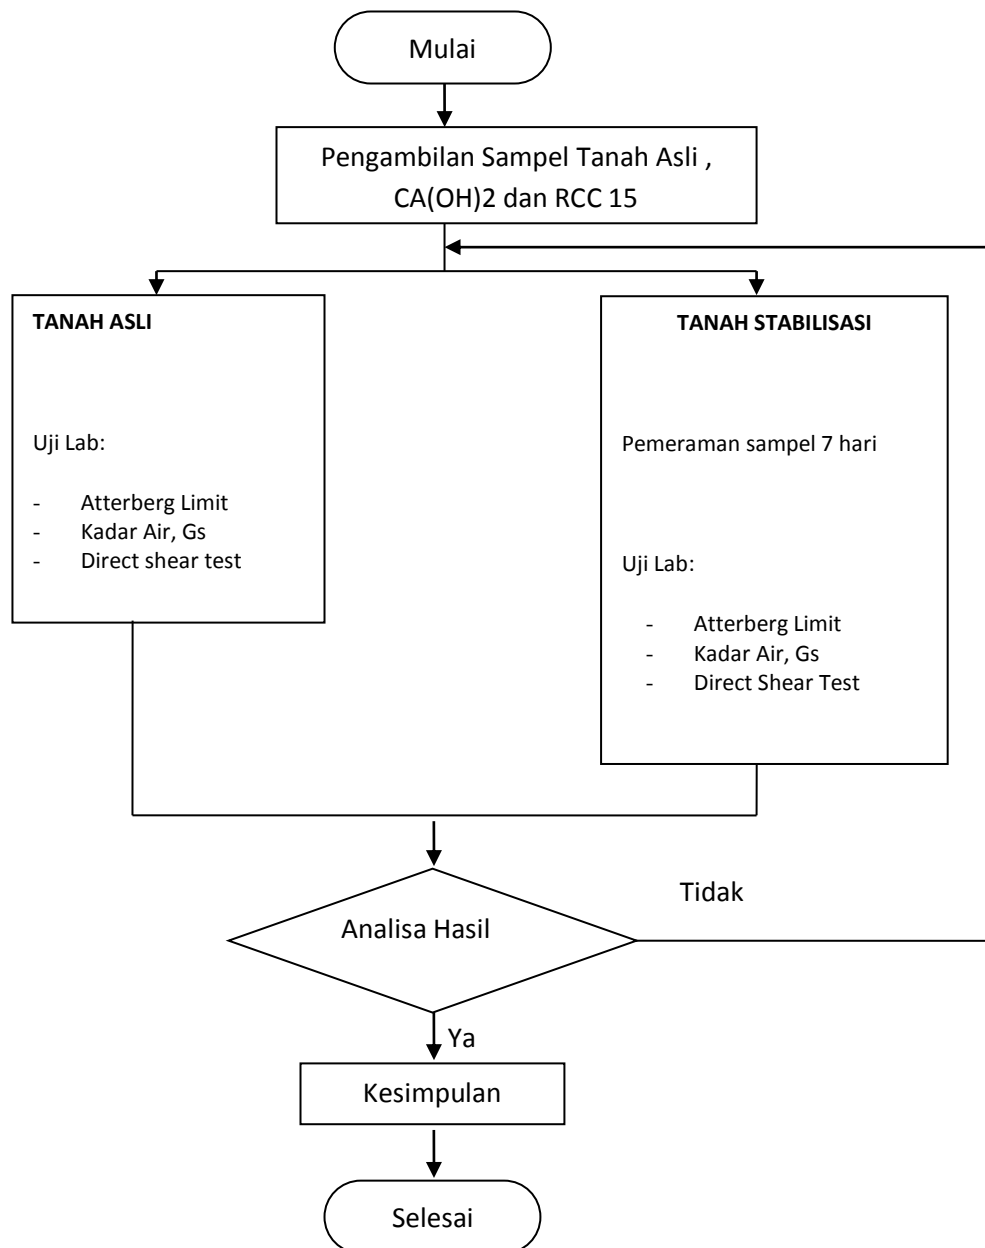 Mulai
Pengambilan Sampel Tanah Asli ,
CA(OH)2 dan RCC 15
TANAH ASLI
Uji Lab:
- Atterberg Limit
- Kadar Air, Gs
- Direct shear test
TANAH STABILISASI
Pemeraman sampel 7 hari
Uji Lab:
- Atterberg Limit
- Kadar Air, Gs
- Direct Shear Test
Analisa Hasil
Tidak
Ya
Kesimpulan
Selesai